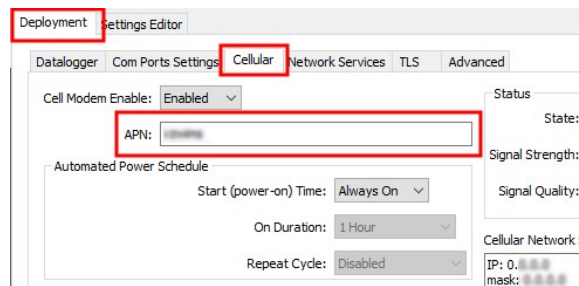 Deployment Settings Editor
Datalogger Com Ports Settings Cellular Network Services TLS Advanced
Cell Modem Enable: Enabled
Status
State:
APN:
Signal Strength:
Automated Power Schedule
Start (power-on) Time: Always On
Signal Quality:
On Duration: 1 Hour
Cellular Network
Repeat Cycle: Disabled
IP: 0.
mask: